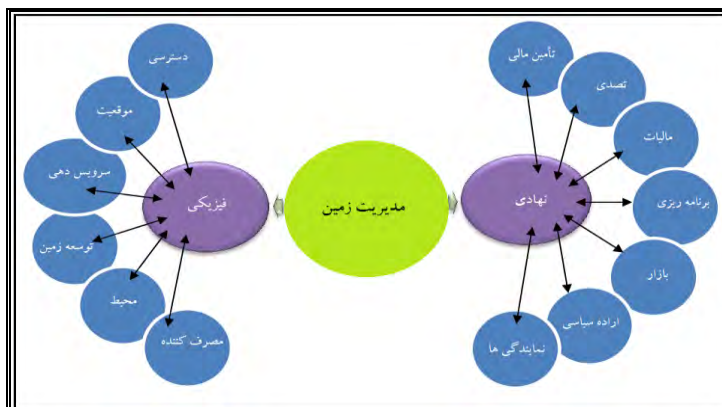 مدیریت زمین
نهادی
تأمین مالی
تصدی
مالیات
برنامه ریزی
بازار
اراده سیاسی
نمایندگی ها
فیزیکی
دسترسی
موقعیت
سرویس دهی
توسعه زمین
محیط
مصرف کننده